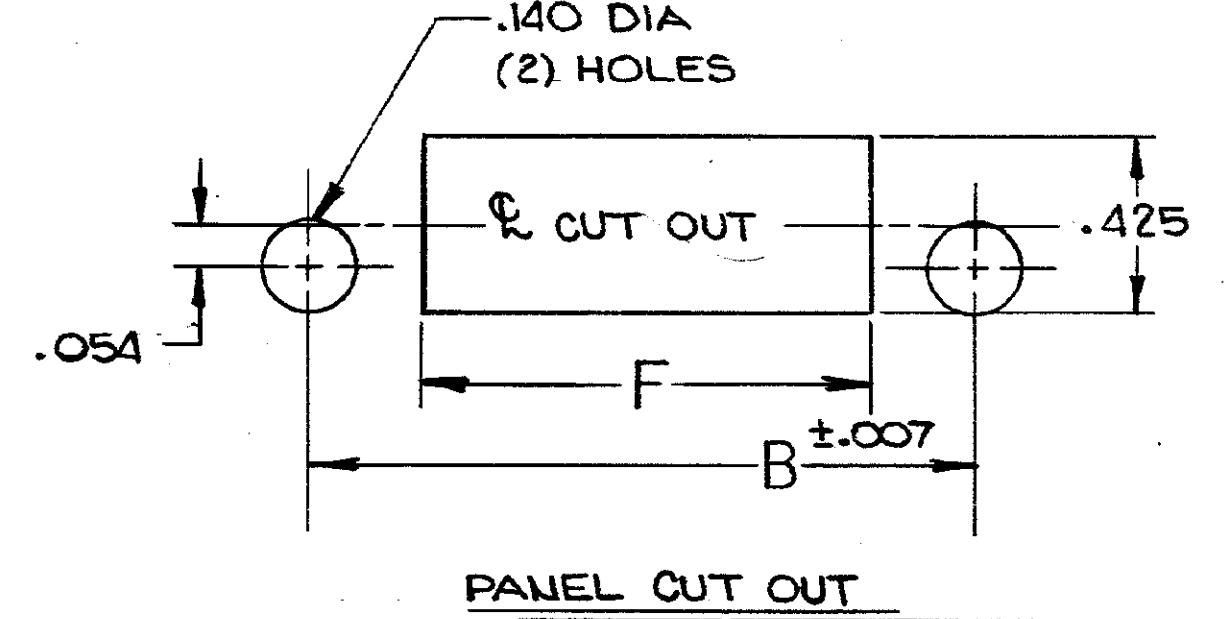 .140 DIA
(2) HOLES
℄ CUT OUT
.425
.054
F
±.007
B
PANEL CUT OUT